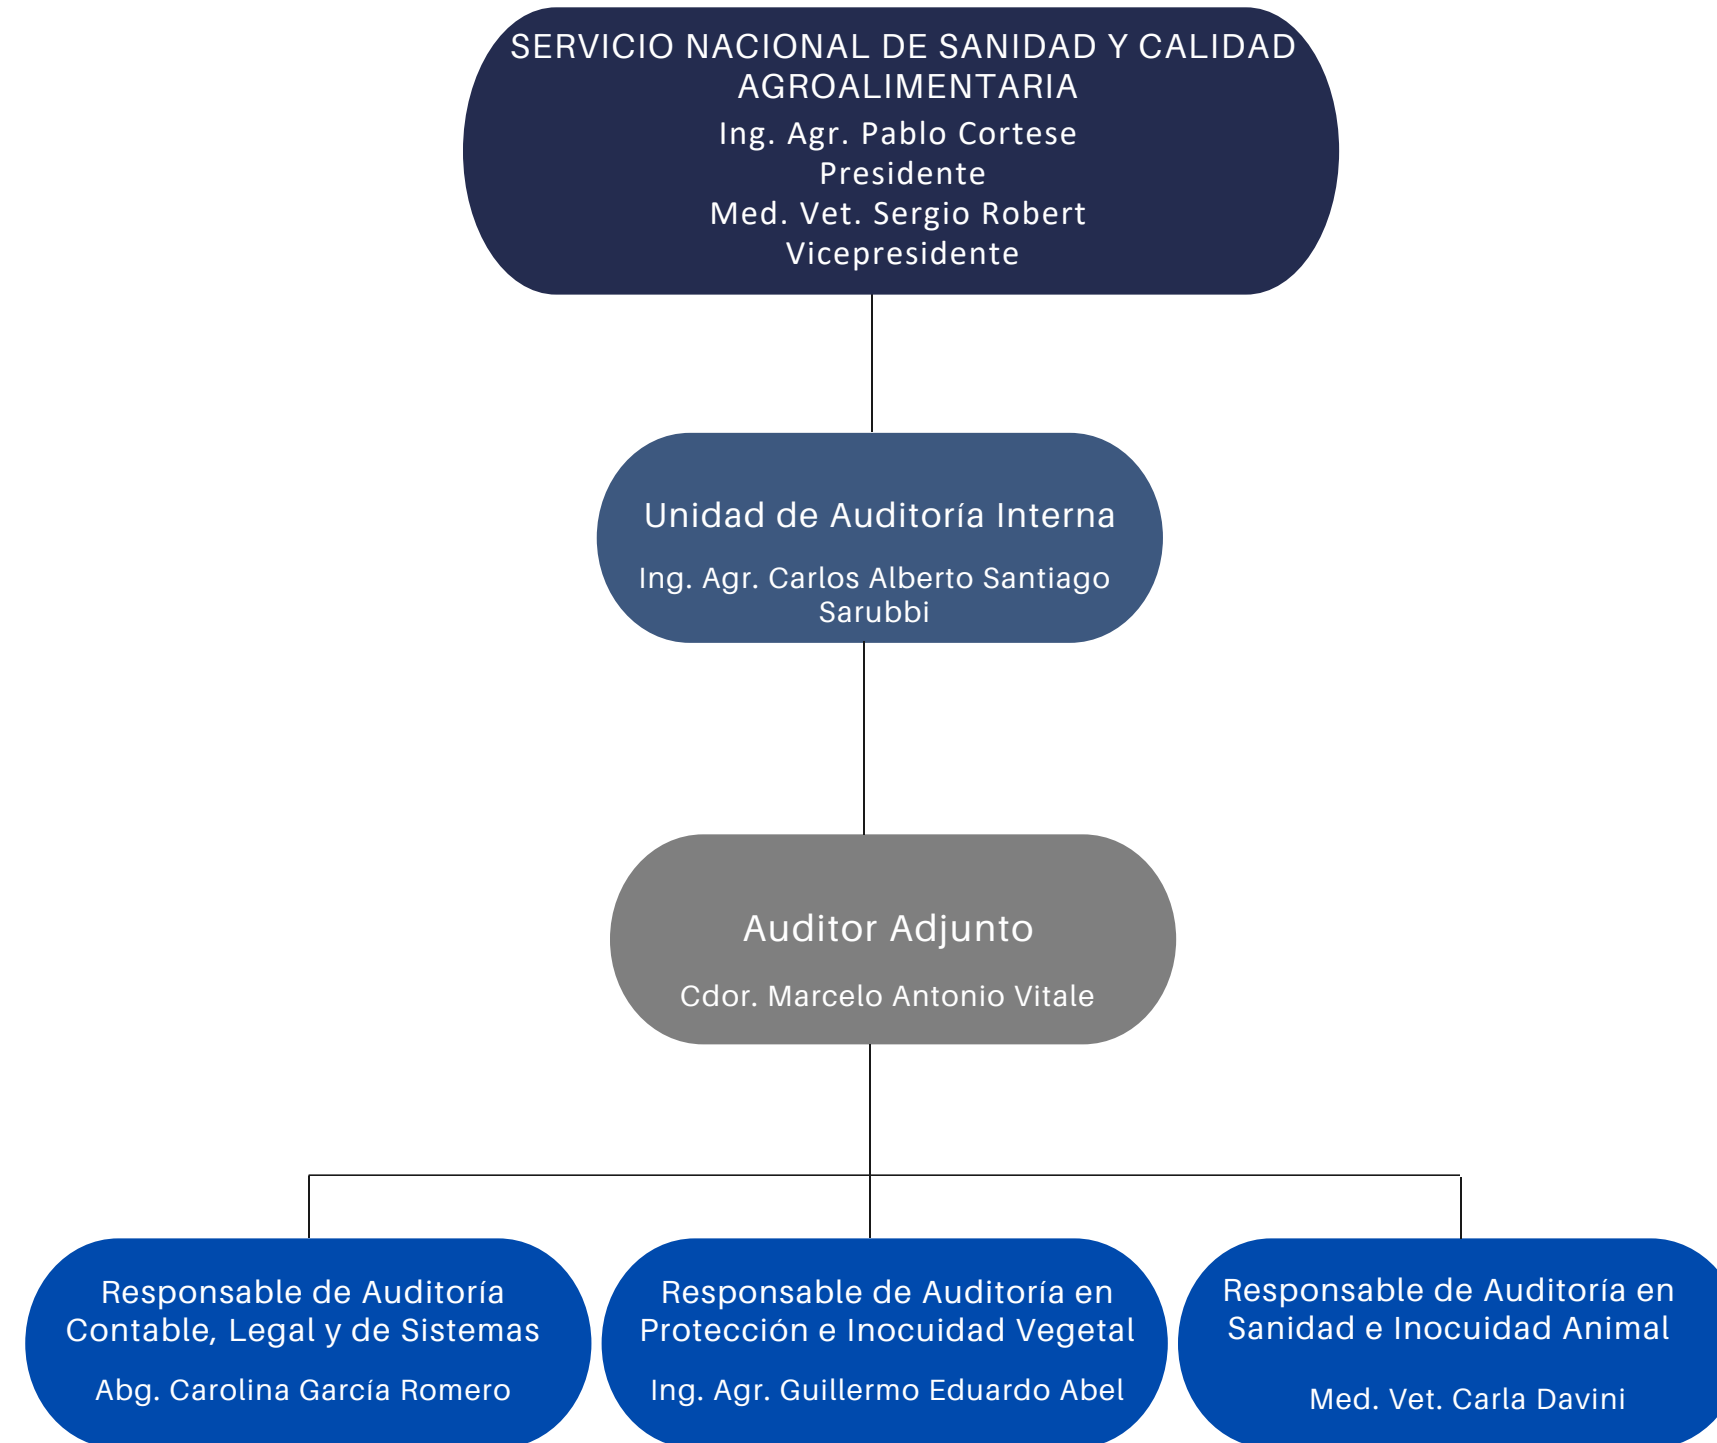 SERVICIO NACIONAL DE SANIDAD Y CALIDAD
AGROALIMENTARIA
Ing. Agr. Pablo Cortese
Presidente
Med. Vet. Sergio Robert
Vicepresidente
Unidad de Auditoría Interna
Ing. Agr. Carlos Alberto Santiago
Sarubbi
Auditor Adjunto
Cdor. Marcelo Antonio Vitale
Responsable de Auditoría
Contable, Legal y de Sistemas
Abg. Carolina García Romero
Responsable de Auditoría en
Protección e Inocuidad Vegetal
Ing. Agr. Guillermo Eduardo Abel
Responsable de Auditoría en
Sanidad e Inocuidad Animal
Med. Vet. Carla Davini